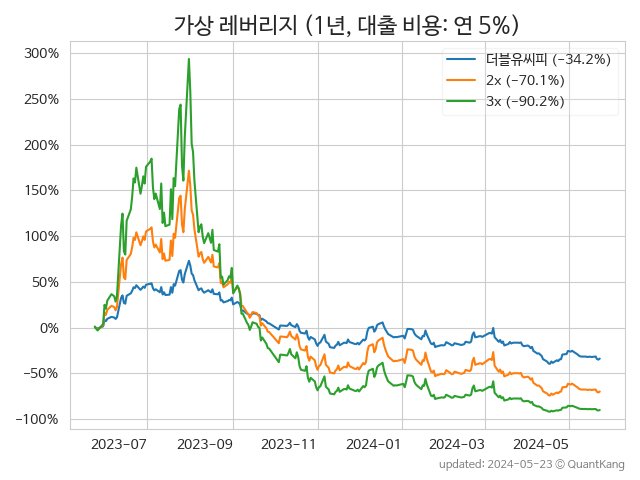 가상 레버리지 (1년, 대출 비용: 연 5%)
더블유씨피 (−34.2%)
2x (−70.1%)
3x (−90.2%)
300%
250%
200%
150%
100%
50%
0%
−50%
−100%
2023-07 2023-09 2023-11 2024-01 2024-03 2024-05
updated: 2024-05-23 © QuantKang